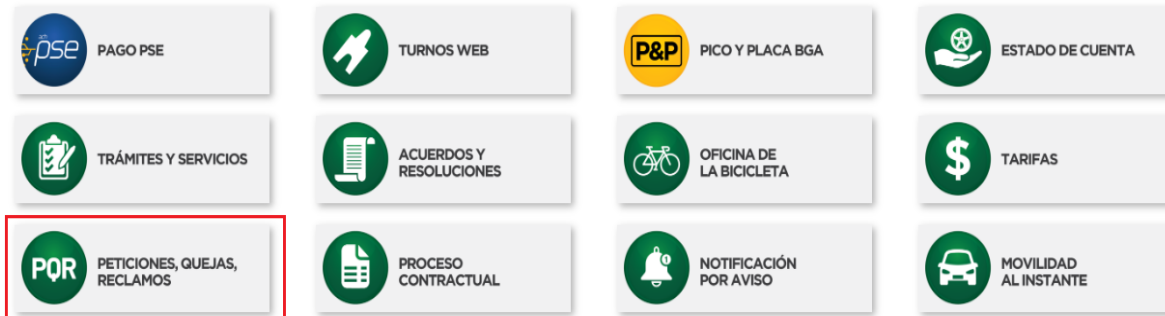 pse PAGO PSE
TURNOS WEB
P&P PICO Y PLACA BGA
ESTADO DE CUENTA
TRÁMITES Y SERVICIOS
ACUERDOS Y
RESOLUCIONES
OFICINA DE
LA BICICLETA
$ TARIFAS
PQR PETICIONES, QUEJAS,
RECLAMOS
PROCESO
CONTRACTUAL
1
NOTIFICACIÓN
POR AVISO
MOVILIDAD
AL INSTANTE